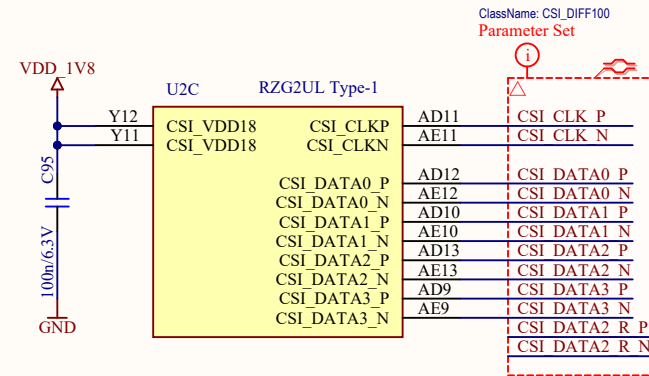 ClassName: CSI_DIFF100
Parameter Set
i
VDD_1V8
U2C RZG2UL Type-1
Y12 CSI_VDD18 CSI_CLKP AD11 CSI_CLK_P
Y11 CSI_VDD18 CSI_CLKN AE11 CSI_CLK_N
C95
100n/6.3V
GND
CSI_DATA0_P AD12 CSI_DATA0_P
CSI_DATA0_N AE12 CSI_DATA0_N
CSI_DATA1_P AD10 CSI_DATA1_P
CSI_DATA1_N AE10 CSI_DATA1_N
CSI_DATA2_P AD13 CSI_DATA2_P
CSI_DATA2_N AE13 CSI_DATA2_N
CSI_DATA3_P AD9 CSI_DATA3_P
CSI_DATA3_N AE9 CSI_DATA3_N
CSI_DATA2_R_P
CSI_DATA2_R_N